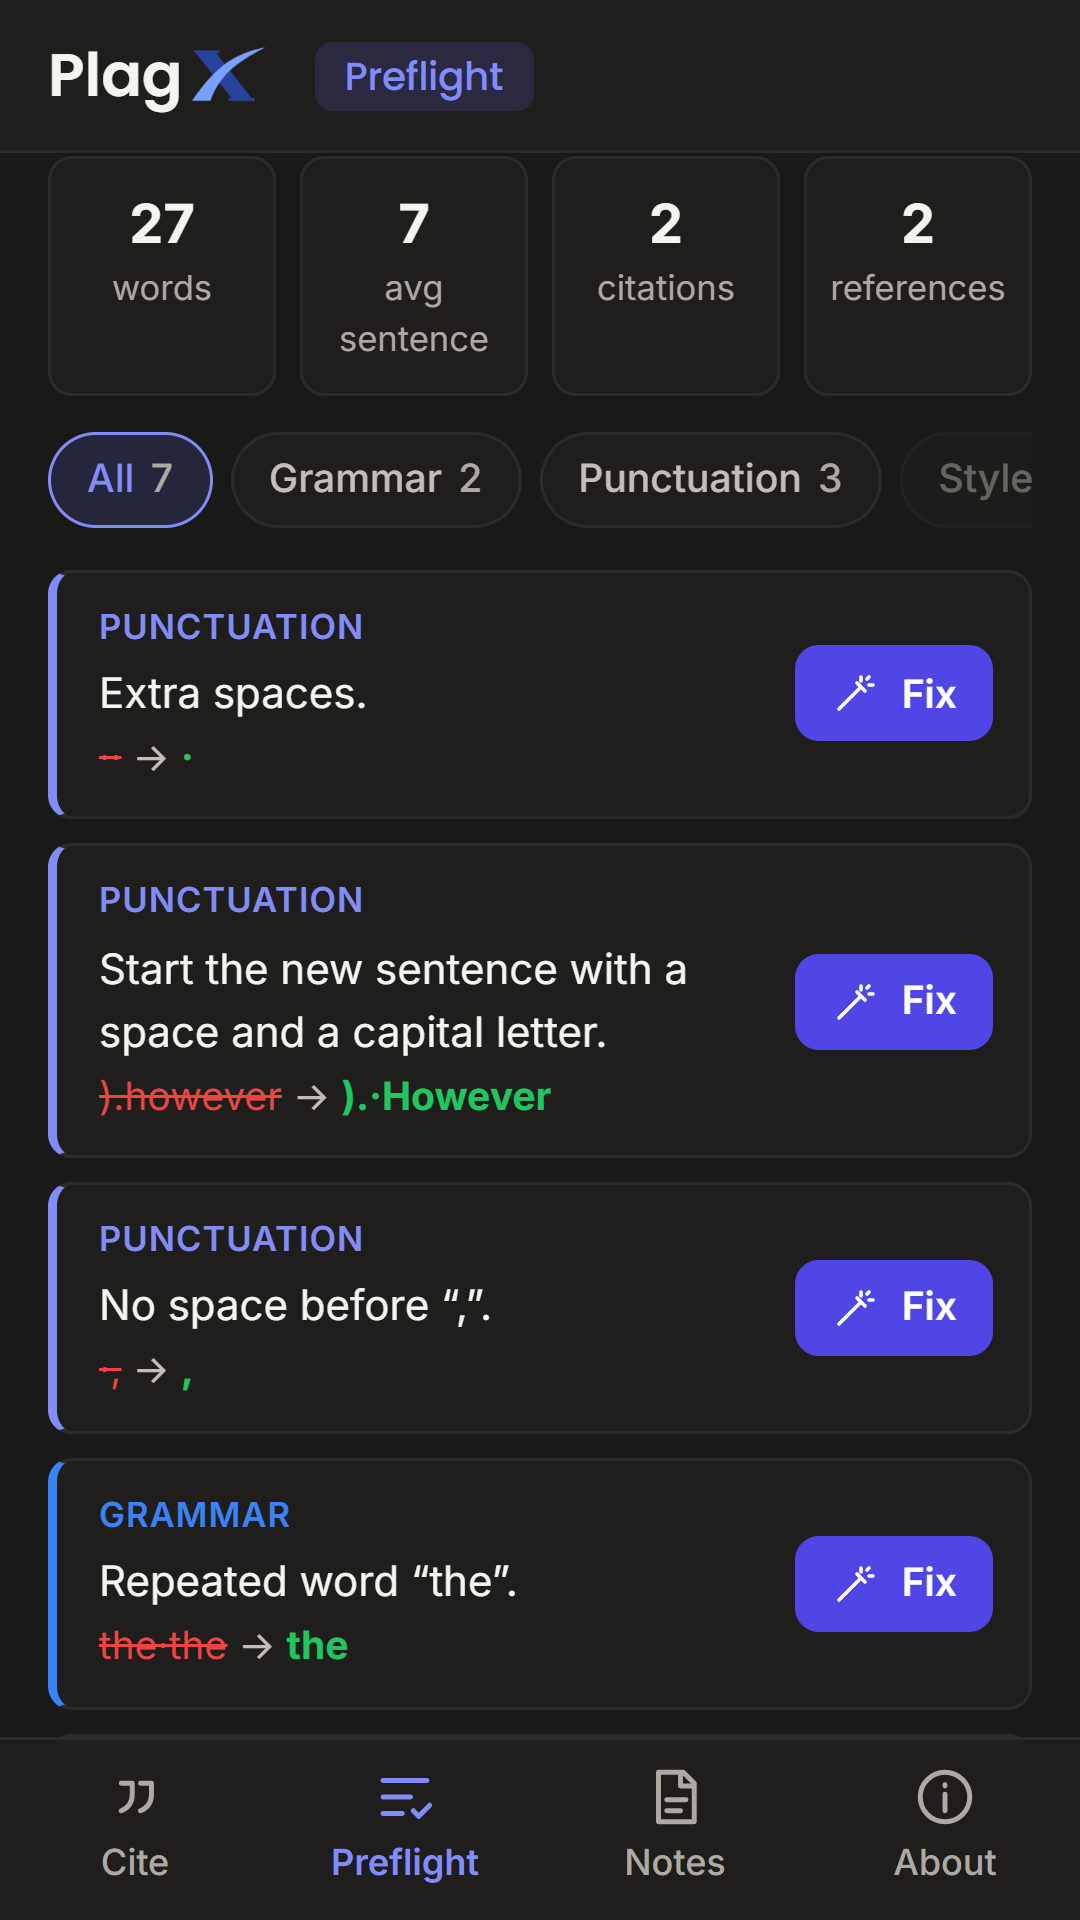 PlagX Preflight
27 7 2 2
words avg sentence citations references
All 7 Grammar 2 Punctuation 3 Style
PUNCTUATION
Extra spaces.
·· → ·
Fix
PUNCTUATION
Start the new sentence with a
space and a capital letter.
).however → ).·However
Fix
PUNCTUATION
No space before “,”.
·, → ,
Fix
GRAMMAR
Repeated word “the”.
the·the → the
Fix
Cite Preflight Notes About